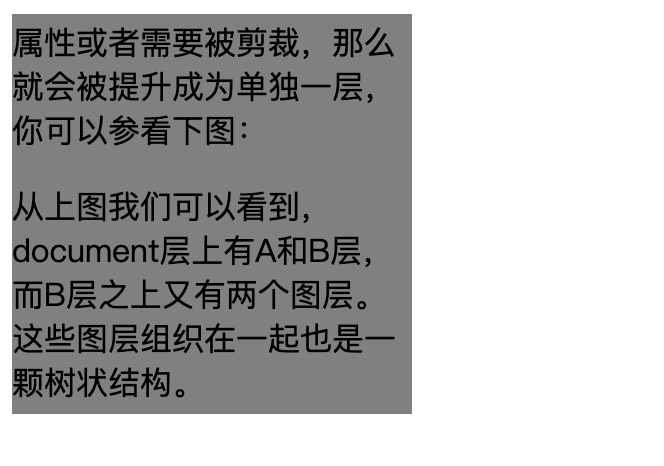 属性或者需要被剪裁，那么
就会被提升成为单独一层，
你可以参看下图：
从上图我们可以看到，
document层上有A和B层，
而B层之上又有两个图层。
这些图层组织在一起也是一
颗树状结构。